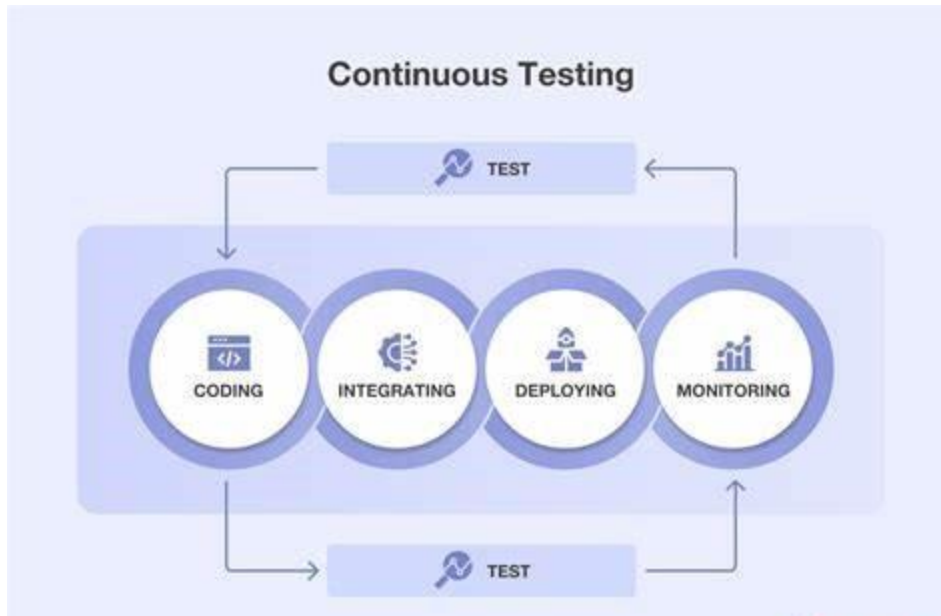 Continuous Testing
TEST
</>
CODING
INTEGRATING
DEPLOYING
MONITORING
TEST